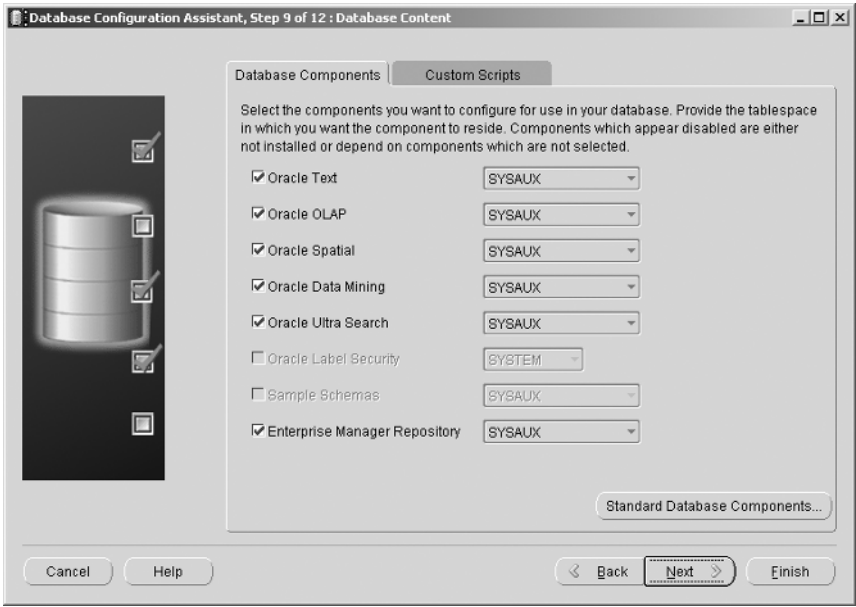 Database Configuration Assistant, Step 9 of 12 : Database Content
Database Components
Custom Scripts
Select the components you want to configure for use in your database. Provide the tablespace
in which you want the component to reside. Components which appear disabled are either
not installed or depend on components which are not selected.
Oracle Text SYSAUX
Oracle OLAP SYSAUX
Oracle Spatial SYSAUX
Oracle Data Mining SYSAUX
Oracle Ultra Search SYSAUX
Oracle Label Security SYSTEM
Sample Schemas SYSAUX
Enterprise Manager Repository SYSAUX
Standard Database Components...
Cancel Help Back Next Finish